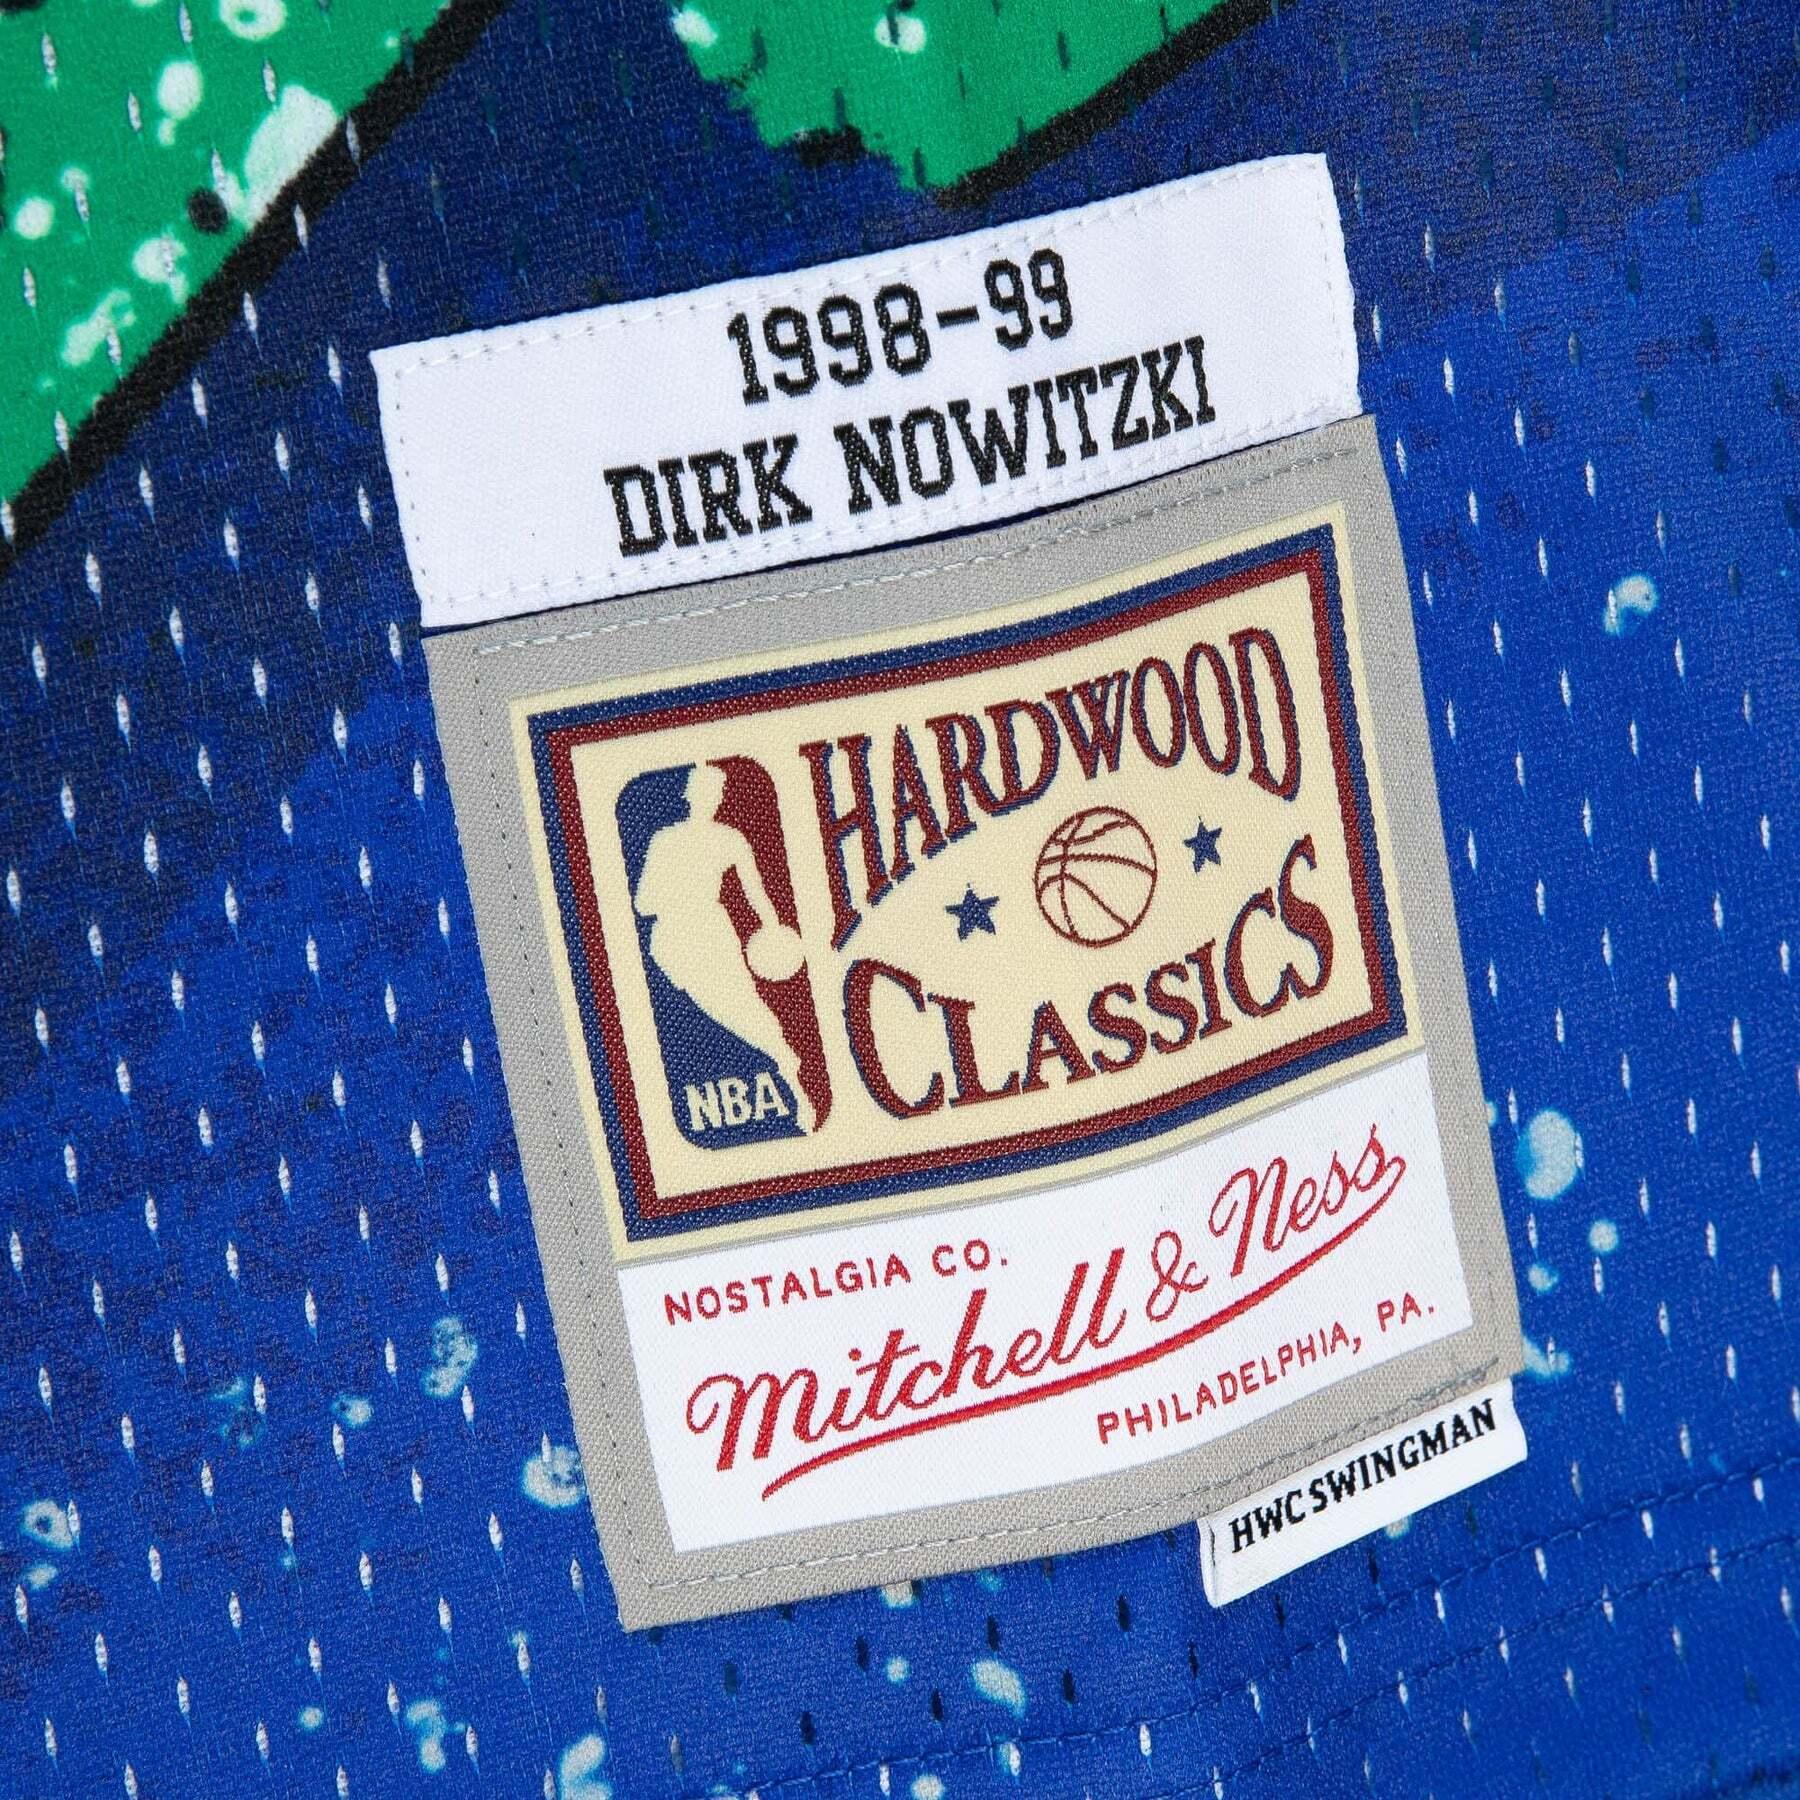 1998-99
DIRK NOWITZKI
HARDWOOD
CLASSICS
NBA
NOSTALGIA CO.
Mitchell & Ness
PHILADELPHIA, PA.
HWC SWINGMAN